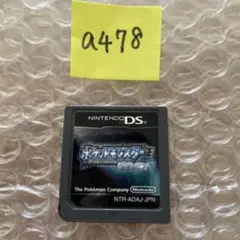 a478
NINTENDO DS
ポケットモンスター
The Pokémon Company Nintendo
NTR-ADAJ-JPN